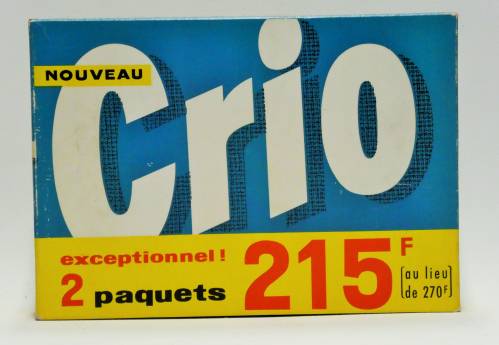 NOUVEAU
Crio
exceptionnel!
2 paquets
215F
(au lieu
de 270F)